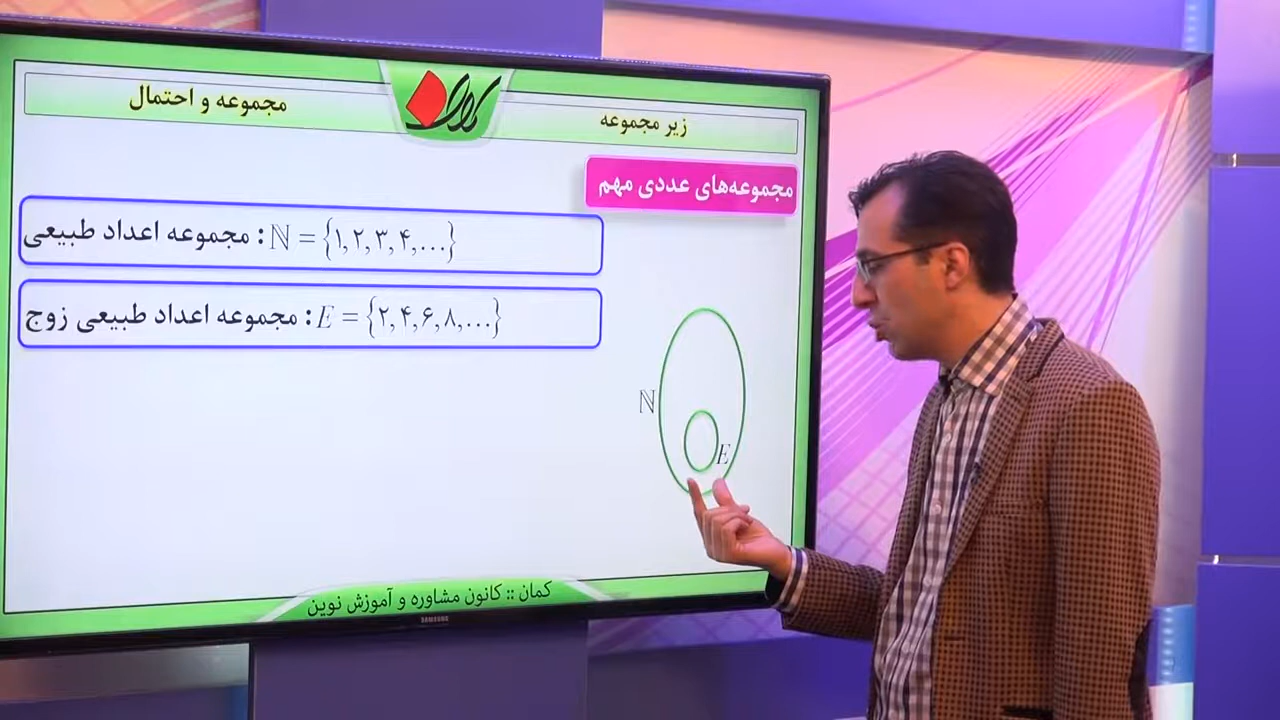 زیر مجموعه
مجموعه و احتمال
کمان
مجموعه‌های عددی مهم
مجموعه اعداد طبیعی : ℕ = {۱,۲,۳,۴,...}
مجموعه اعداد طبیعی زوج : E = {۲,۴,۶,۸,...}
ℕ
E
کمان :: کانون مشاوره و آموزش نوین
SAMSUNG